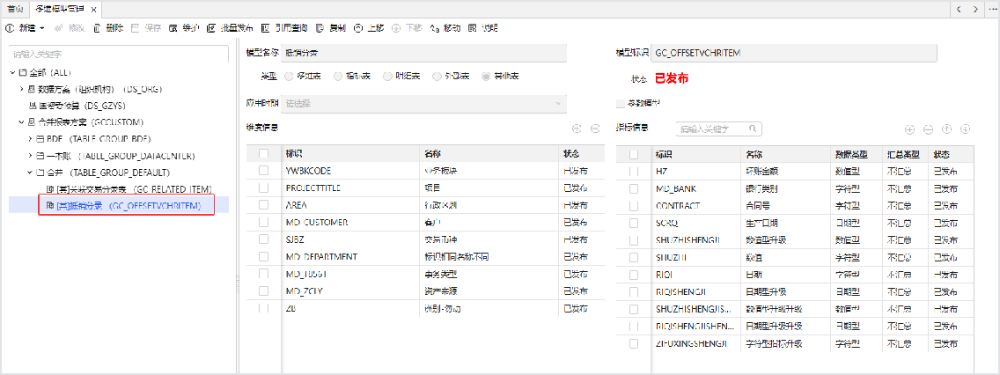 首页 多维模型管理 ×
新建 修改 删除 保存 维护 批量发布 引用查询 复制 上移 下移 移动 说明
请输入关键字
全部（ALL）
数据方案（组织机构）（DS_ORG）
国资委预算（DS_GZYS）
合并报表方案（GCCUSTOM）
BDE （TABLE_GROUP_BDE）
一本账 （TABLE_GROUP_DATACENTER）
合并 （TABLE_GROUP_DEFAULT）
[其]关联交易分录表 （GC_RELATED_ITEM）
[其]抵销分录 （GC_OFFSETVCHRITEM）
模型名称 抵销分录
类型 多维表 指标表 明细表 外部表 其他表
应用时期 请选择
维度信息
标识 名称 状态
YWBKCODE 业务板块 已发布
PROJECTTITLE 项目 已发布
AREA 行政区划 已发布
MD_CUSTOMER 客户 已发布
SJBZ 交易币种 已发布
MD_DEPARTMENT 标识相同名称不同 已发布
事务类型 已发布
MD_ZCLY 资产来源 已发布
ZB 已发布
模型标识 GC_OFFSETVCHRITEM
状态 已发布
参数模型
指标信息 请输入关键字
标识 名称 数据类型 汇总类型 状态
HZ 坏账金额 数值型 不汇总 已发布
MD_BANK 银行类别 字符型 不汇总 已发布
CONTRACT 合同号 字符型 不汇总 已发布
SCRQ 生产日期 日期型 不汇总 已发布
SHUZHISHENGJI 数值型升级 数值型 不汇总 已发布
SHUZHI 数值 字符型 不汇总 已发布
RIQI 日期 字符型 不汇总 已发布
RIQISHENGJI 日期型升级 日期型 不汇总 已发布
SHUZHISHENGJIS... 数值型升级升级 数值型 不汇总 已发布
RIQISHENGJISHEN... 日期型升级升级 日期型 不汇总 已发布
ZIFUXINGSHENGJI 字符型指标升级 字符型 不汇总 已发布